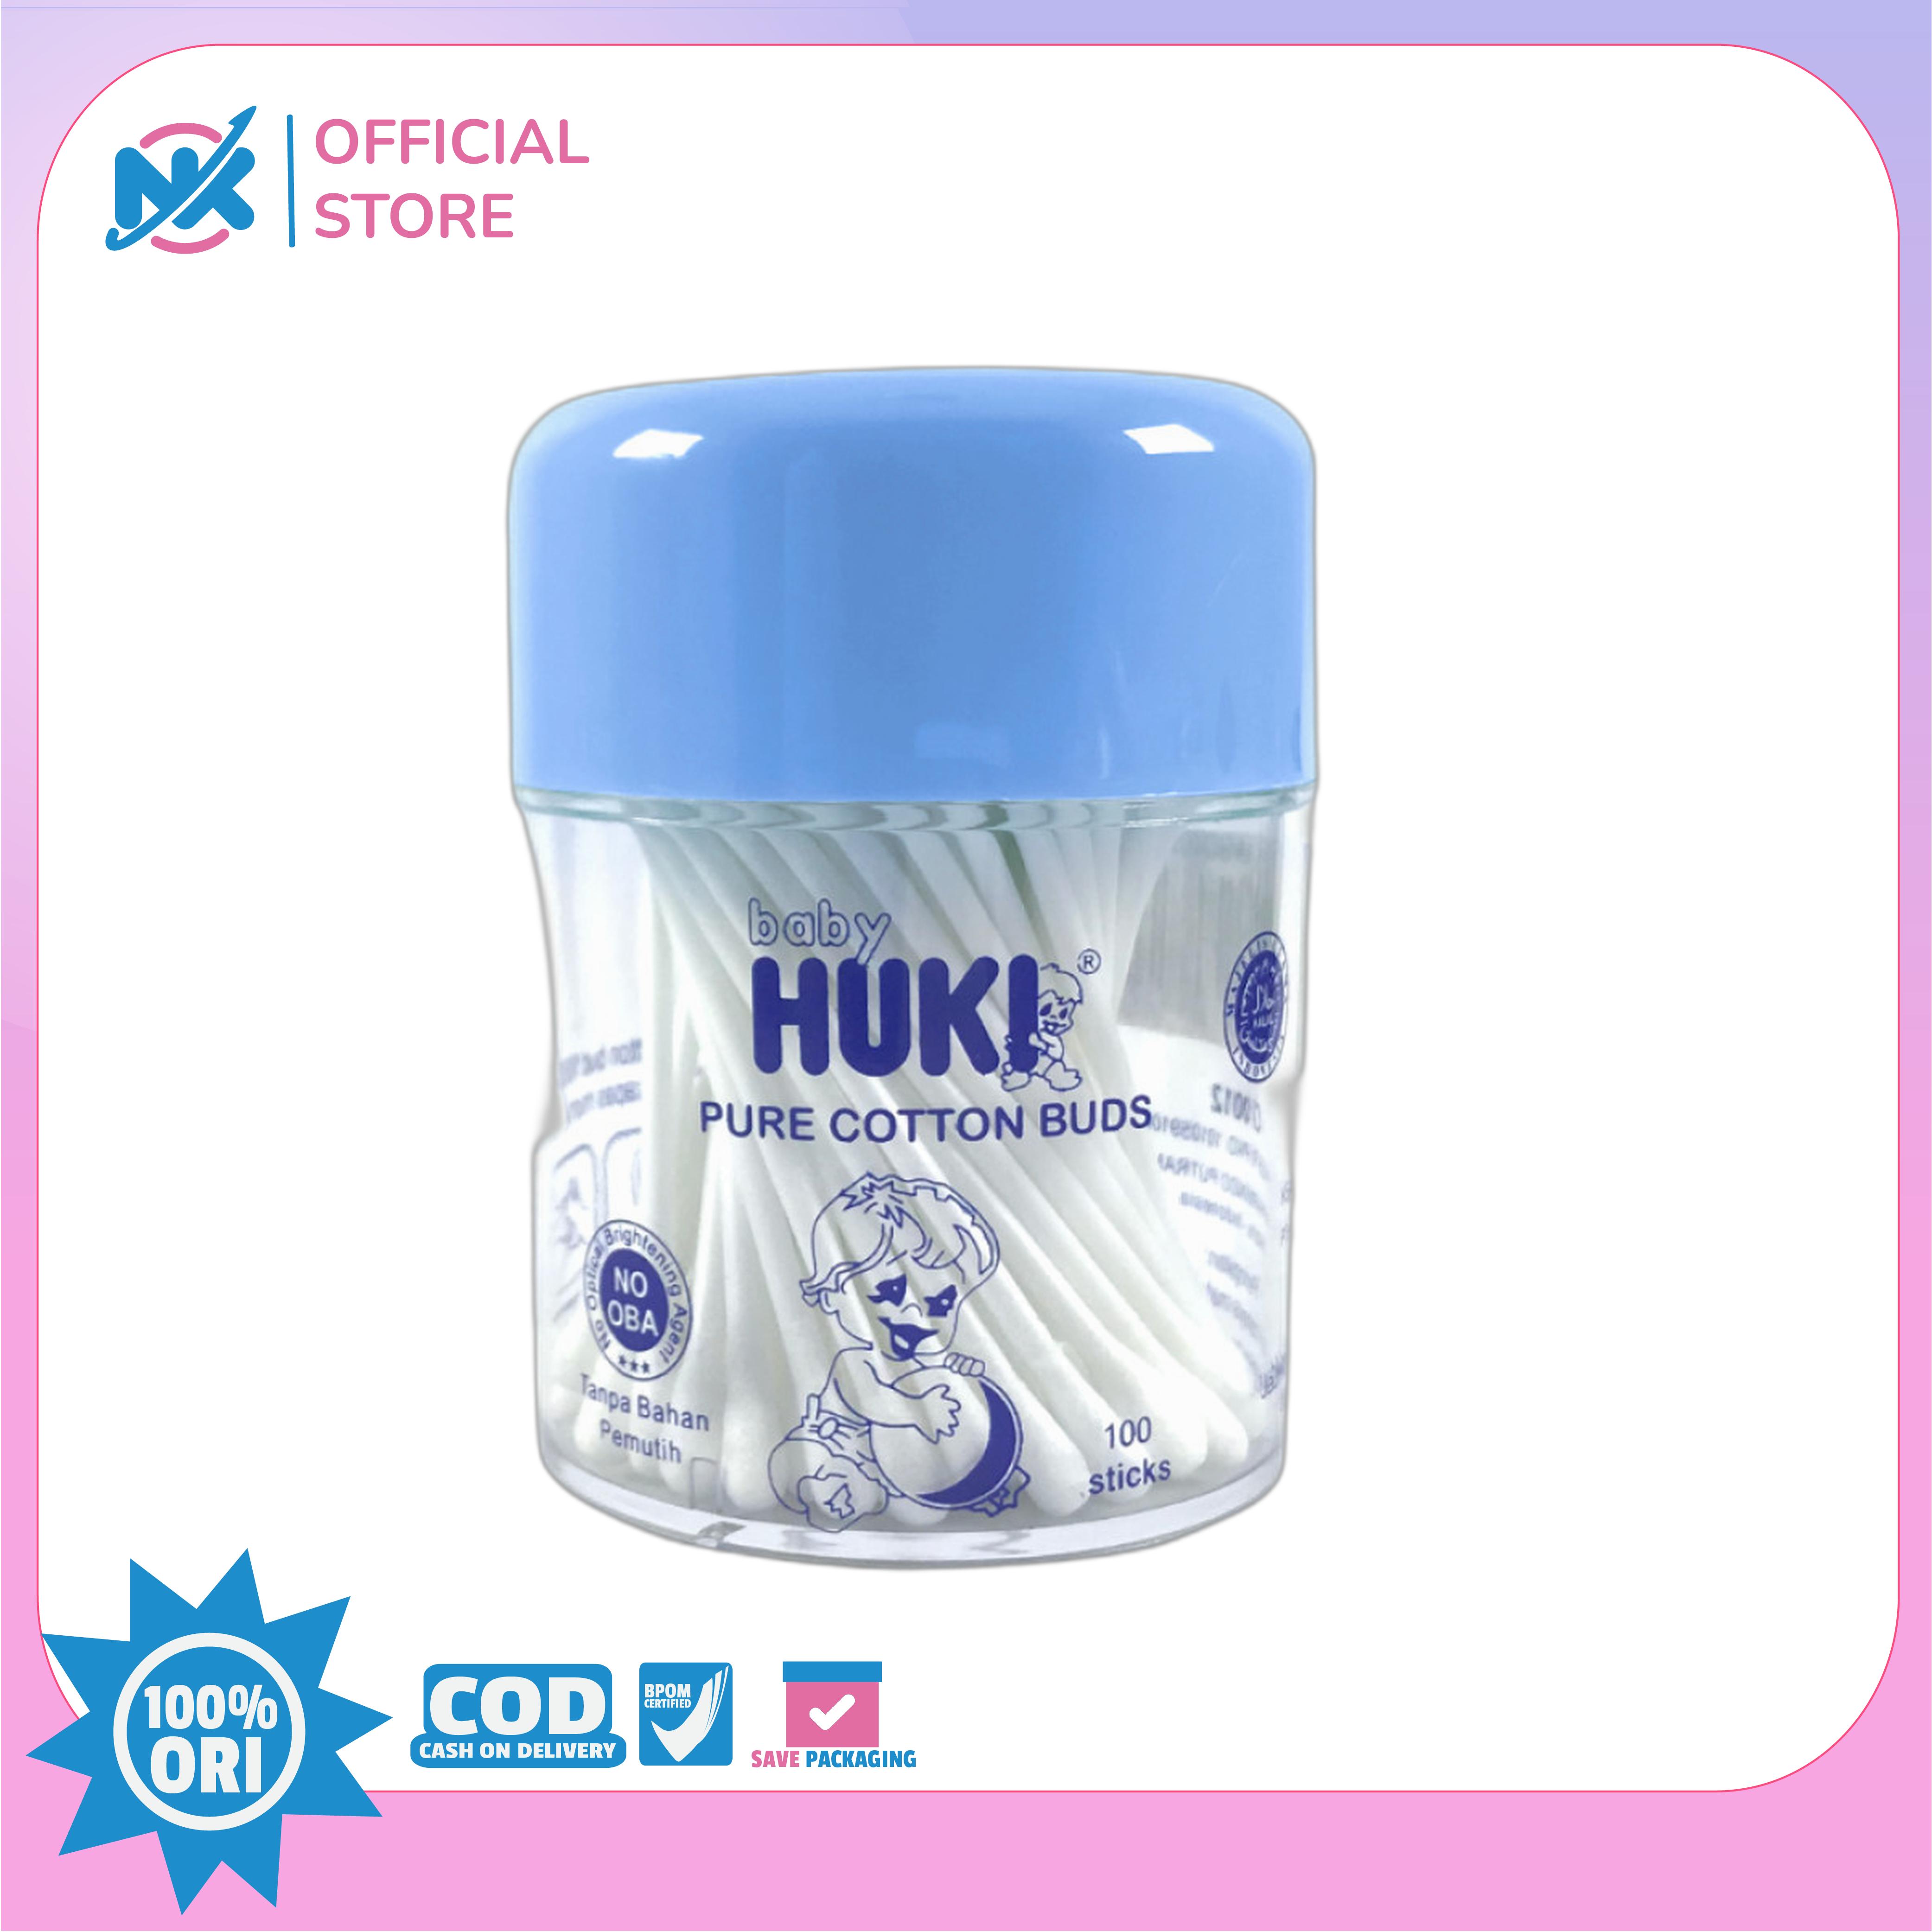 NK
OFFICIAL
STORE
baby
HUKI ®
PURE COTTON BUDS
No Optical Brightening Agent
NO
OBA
Tanpa Bahan
Pemutih
100
sticks
100%
ORI
COD
CASH ON DELIVERY
BPOM
CERTIFIED
SAVE PACKAGING